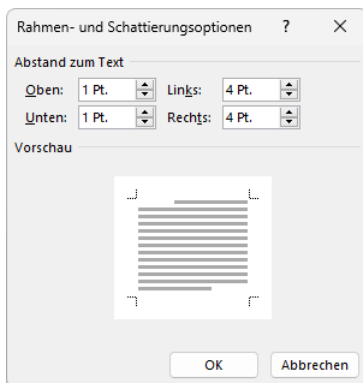 Rahmen- und Schattierungsoptionen ? ✕
Abstand zum Text
Oben: 1 Pt. Links: 4 Pt.
Unten: 1 Pt. Rechts: 4 Pt.
Vorschau
OK Abbrechen